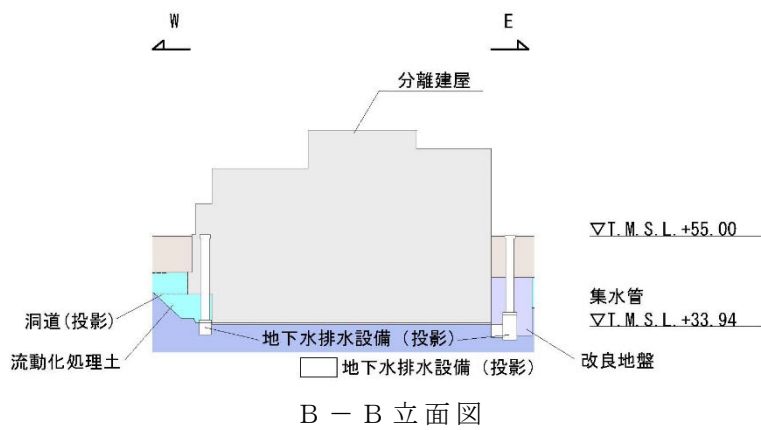 W
E
分離建屋
▽T.M.S.L.+55.00
集水管
▽T.M.S.L.+33.94
洞道(投影)
地下水排水設備(投影)
流動化処理土
改良地盤
地下水排水設備(投影)
B-B立面図